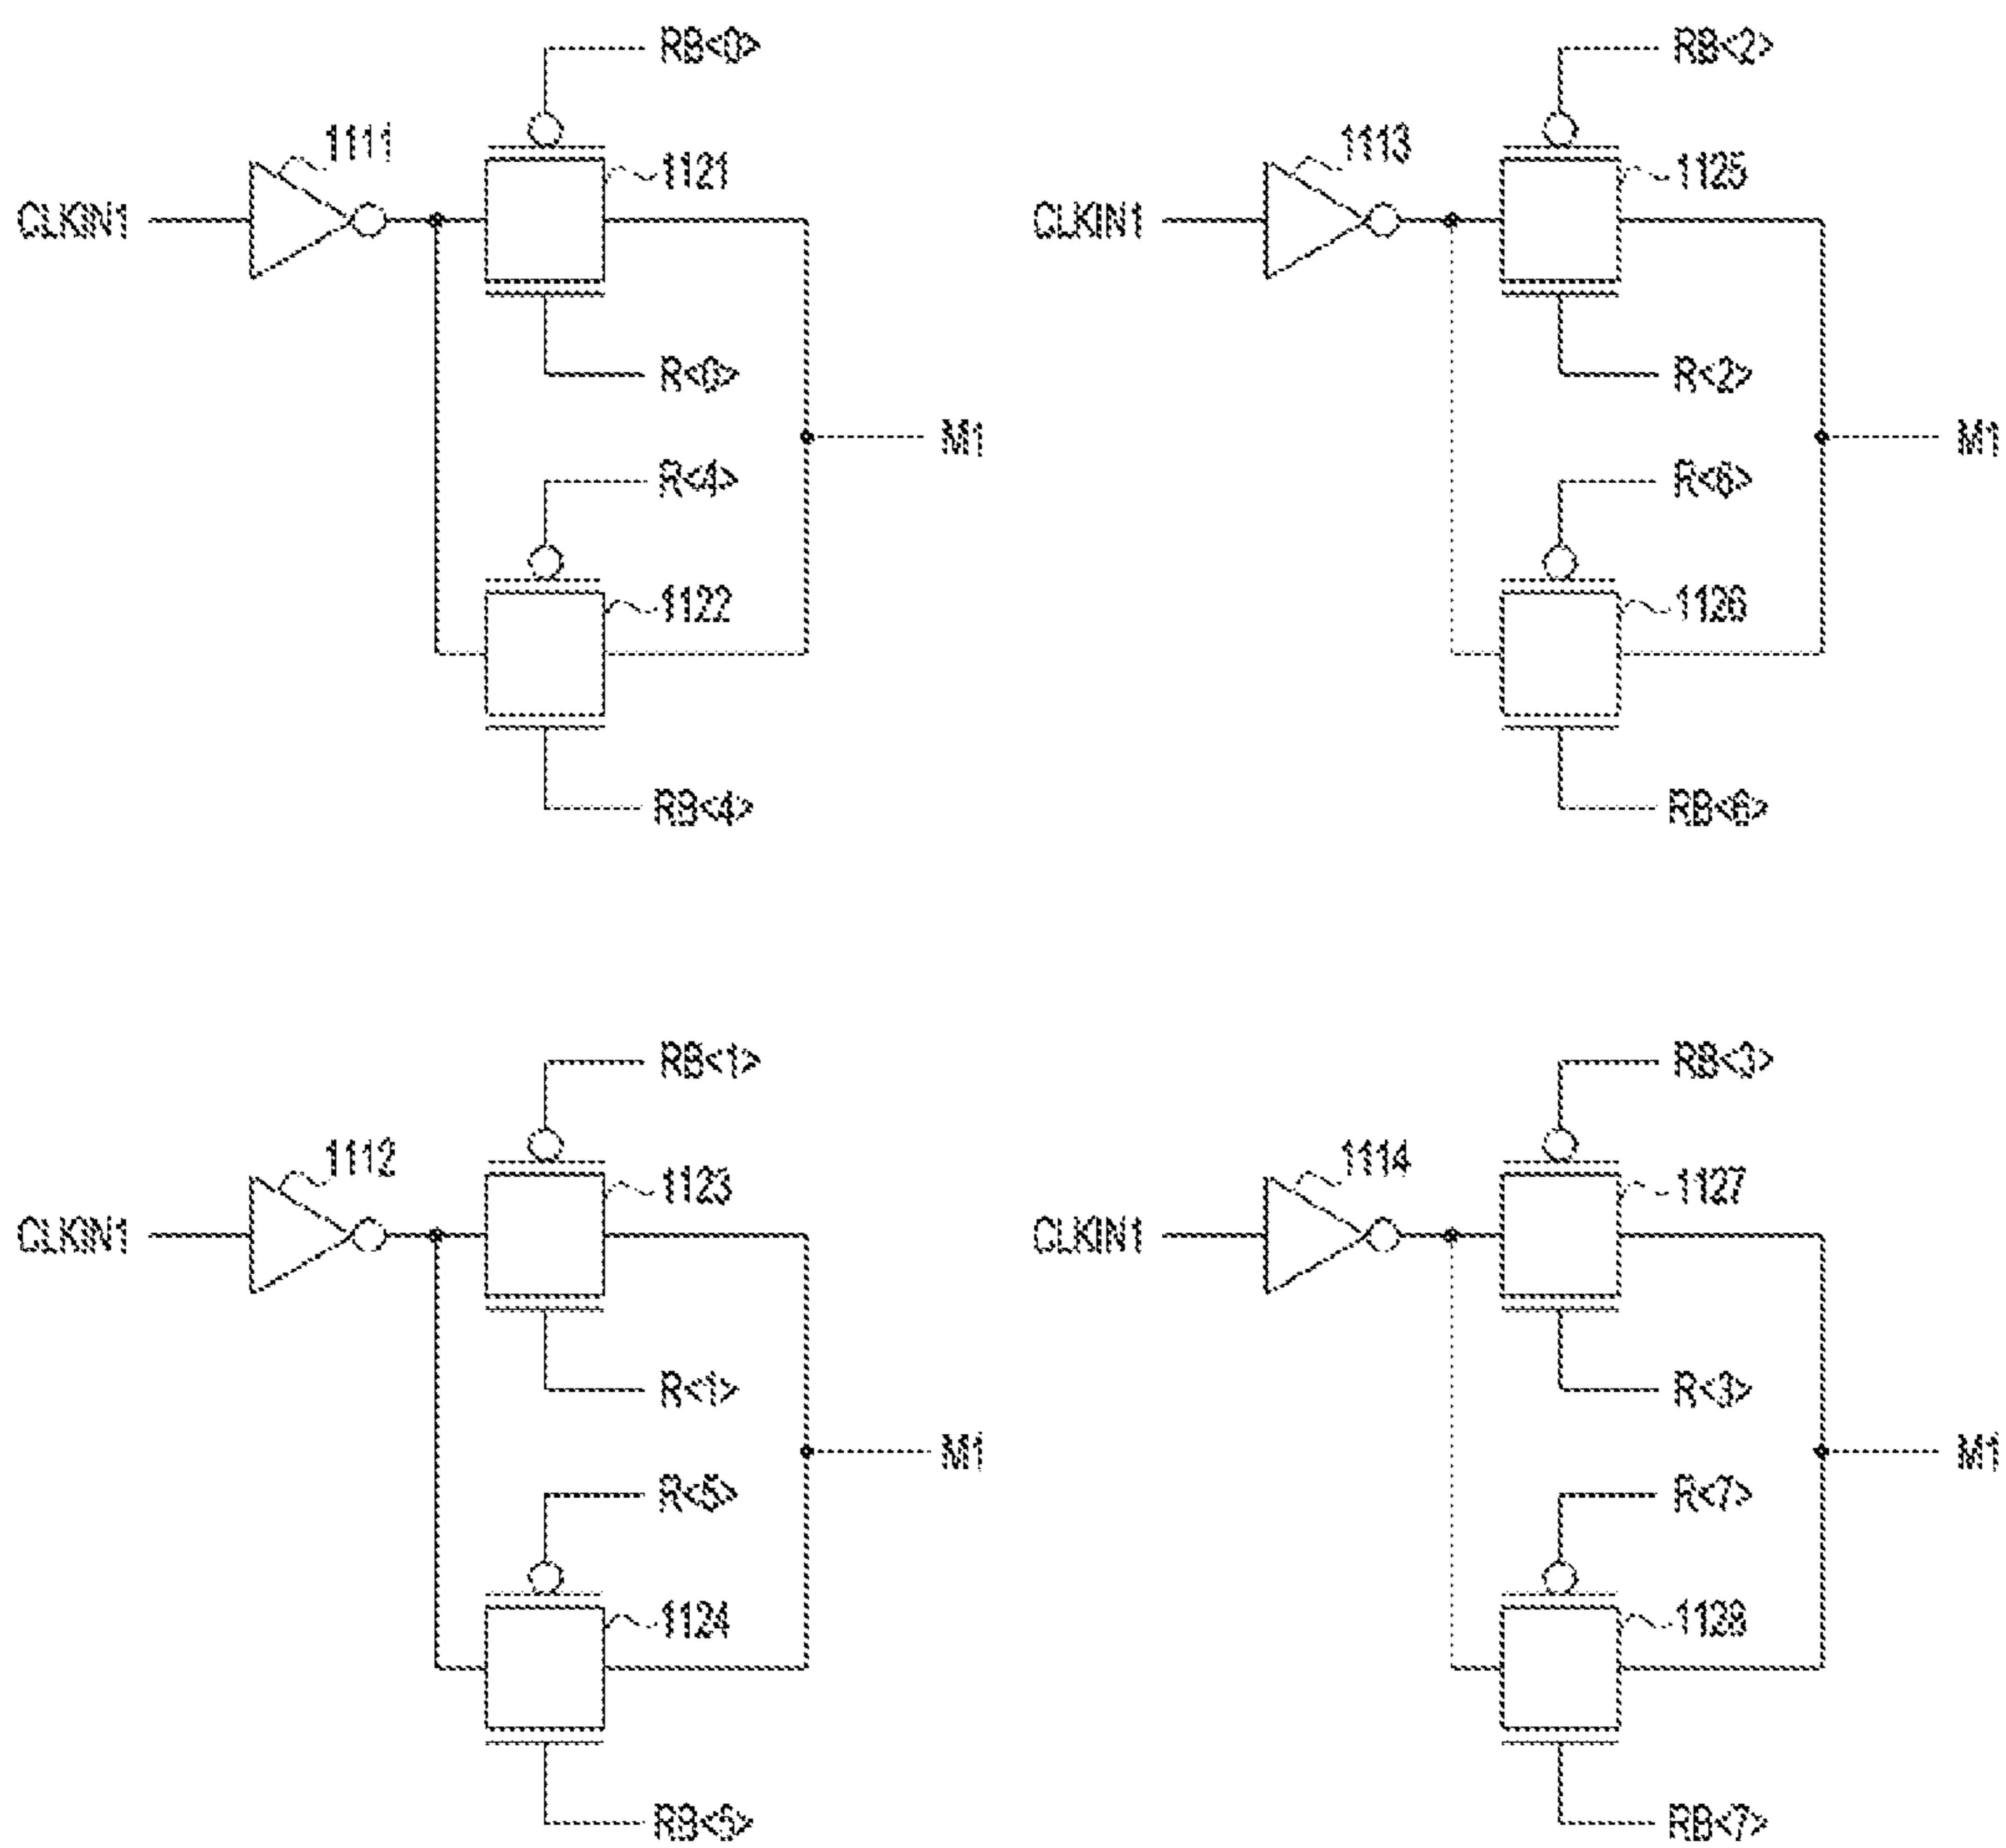 RB<0>
1111
1121
CLKIN1
R<0>
M1
R<4>
1122
RB<4>
RB<2>
1113
1125
CLKIN1
R<2>
M1
R<6>
1126
RB<6>
RB<1>
1112
1123
CLKIN1
R<1>
M1
R<5>
1124
RB<5>
RB<3>
1114
1127
CLKIN1
R<3>
M1
R<7>
1128
RB<7>